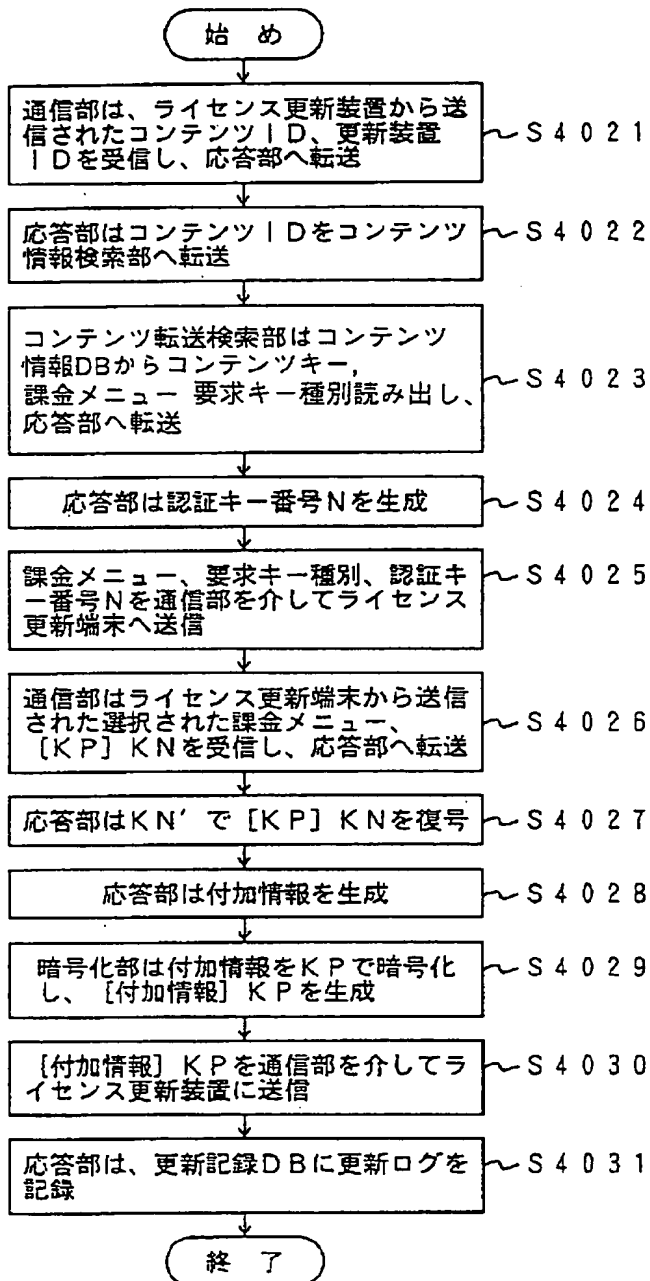 始 め
通信部は、ライセンス更新装置から送
信されたコンテンツID、更新装置
IDを受信し、応答部へ転送
S4021
応答部はコンテンツIDをコンテンツ
情報検索部へ転送
S4022
コンテンツ転送検索部はコンテンツ
情報DBからコンテンツキー,
課金メニュー 要求キー種別読み出し、
応答部へ転送
S4023
応答部は認証キー番号Nを生成
S4024
課金メニュー、要求キー種別、認証キ
ー番号Nを通信部を介してライセンス
更新端末へ送信
S4025
通信部はライセンス更新端末から送信
された選択された課金メニュー、
[KP] KNを受信し、応答部へ転送
S4026
応答部はKN′で [KP] KNを復号
S4027
応答部は付加情報を生成
S4028
暗号化部は付加情報をKPで暗号化
し、[付加情報] KPを生成
S4029
[付加情報] KPを通信部を介してラ
イセンス更新装置に送信
S4030
応答部は、更新記録DBに更新ログを
記録
S4031
終 了